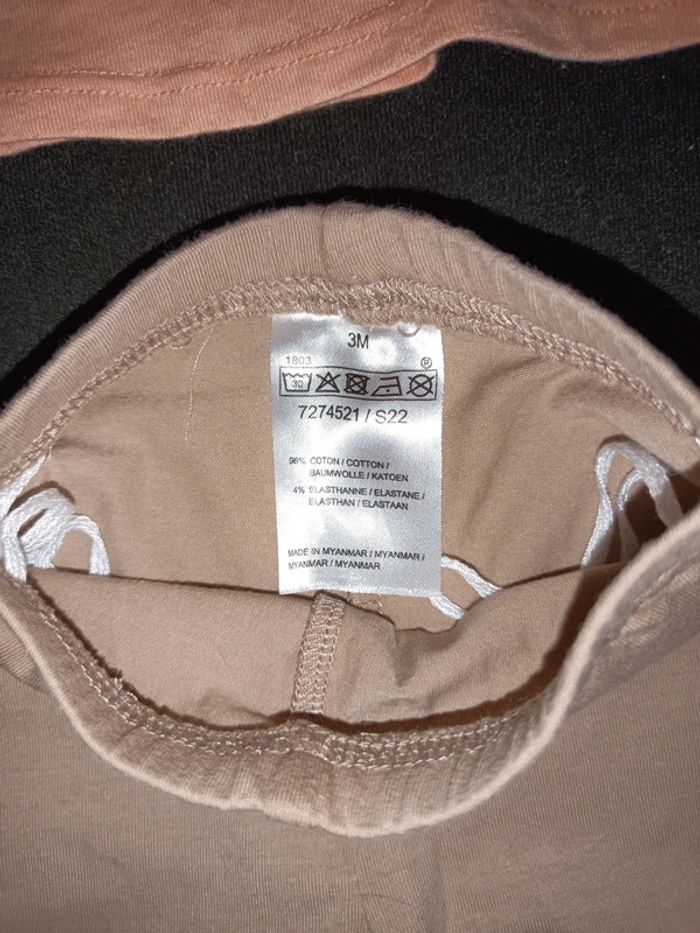 3M
1803 ®
30
7274521 / S22
96% COTON / COTTON /
BAUMWOLLE / KATOEN
4% ELASTHANNE / ELASTANE /
ELASTHAN / ELASTAAN
MADE IN MYANMAR / MYANMAR /
MYANMAR / MYANMAR